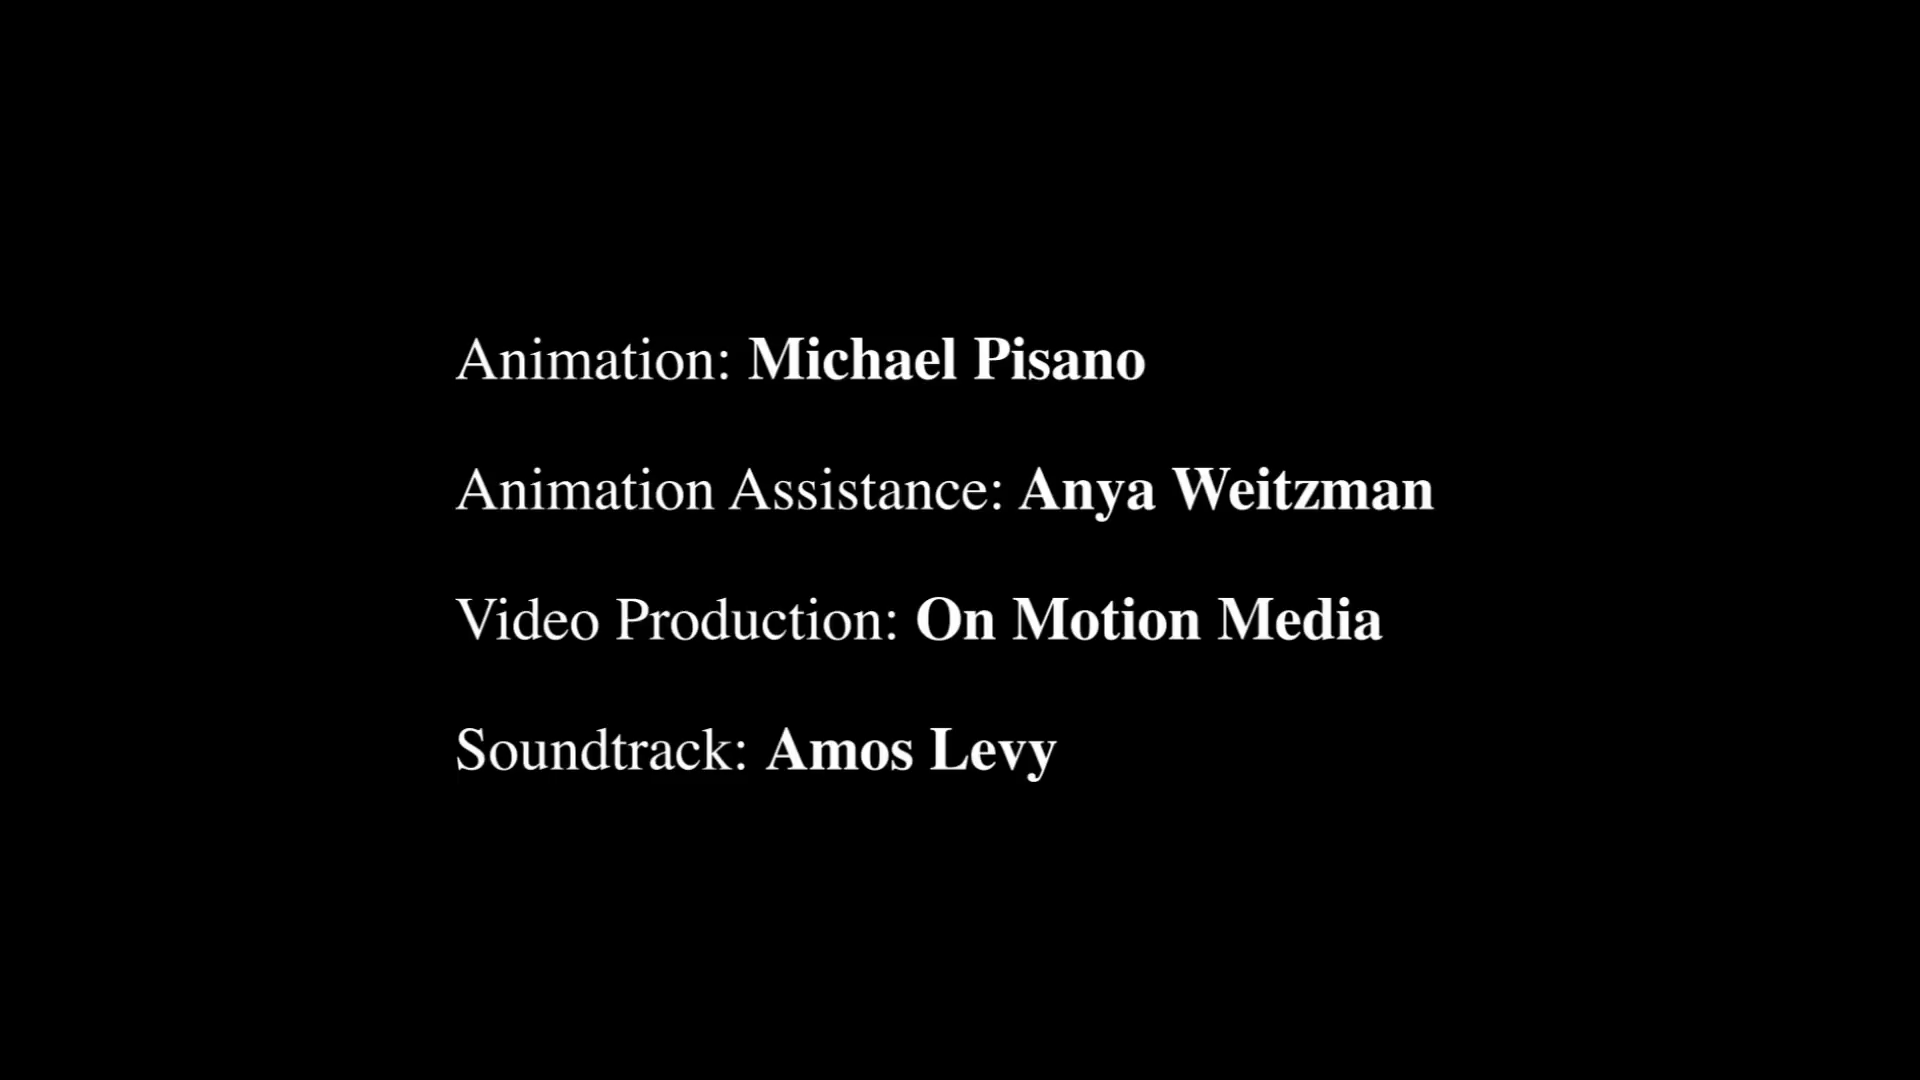 Animation: Michael Pisano
Animation Assistance: Anya Weitzman
Video Production: On Motion Media
Soundtrack: Amos Levy